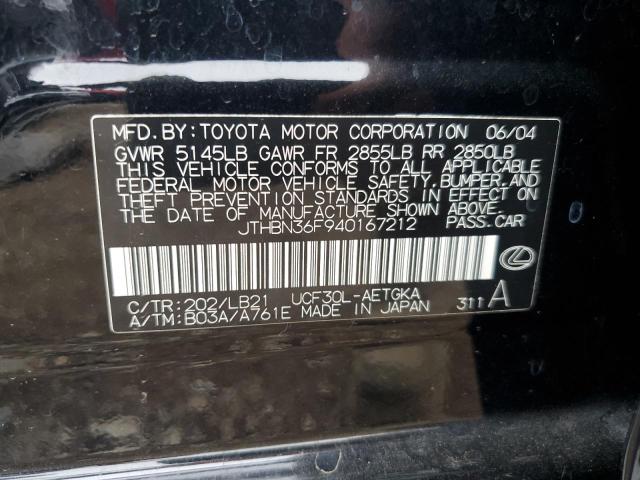 MFD.BY:TOYOTA MOTOR CORPORATION 06/04
GVWR 5145LB GAWR FR 2855LB RR 2850LB
THIS VEHICLE CONFORMS TO ALL APPLICABLE
FEDERAL MOTOR VEHICLE SAFETY,BUMPER,AND
THEFT PREVENTION STANDARDS IN EFFECT ON
THE DATE OF MANUFACTURE SHOWN ABOVE.
JTHBN36F940167212 PASS.CAR
C/TR:202/LB21 UCF30L-AETGKA
A/TM:B03A/A761E MADE IN JAPAN 311 A